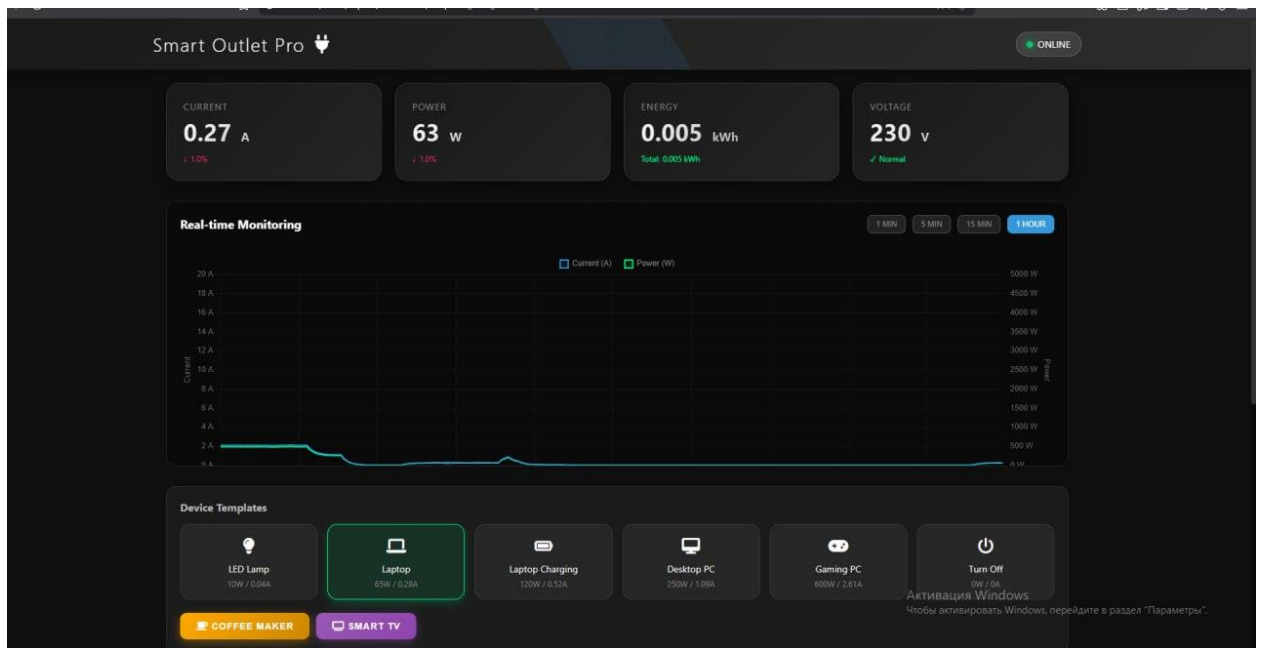 Smart Outlet Pro
ONLINE
CURRENT
0.27 A
↓ 1.0%
POWER
63 W
↓ 1.0%
ENERGY
0.005 kWh
Total: 0.005 kWh
VOLTAGE
230 V
✓ Normal
Real-time Monitoring
1 MIN
5 MIN
15 MIN
1 HOUR
Current (A)
Power (W)
20 A
18 A
16 A
14 A
12 A
10 A
8 A
6 A
4 A
2 A
0 A
Current
5000 W
4500 W
4000 W
3500 W
3000 W
2500 W
2000 W
1500 W
1000 W
500 W
0 W
Power
Device Templates
LED Lamp
10W / 0.04A
Laptop
65W / 0.28A
Laptop Charging
120W / 0.52A
Desktop PC
250W / 1.09A
Gaming PC
600W / 2.61A
Turn Off
0W / 0A
COFFEE MAKER
SMART TV
Активация Windows
Чтобы активировать Windows, перейдите в раздел "Параметры".